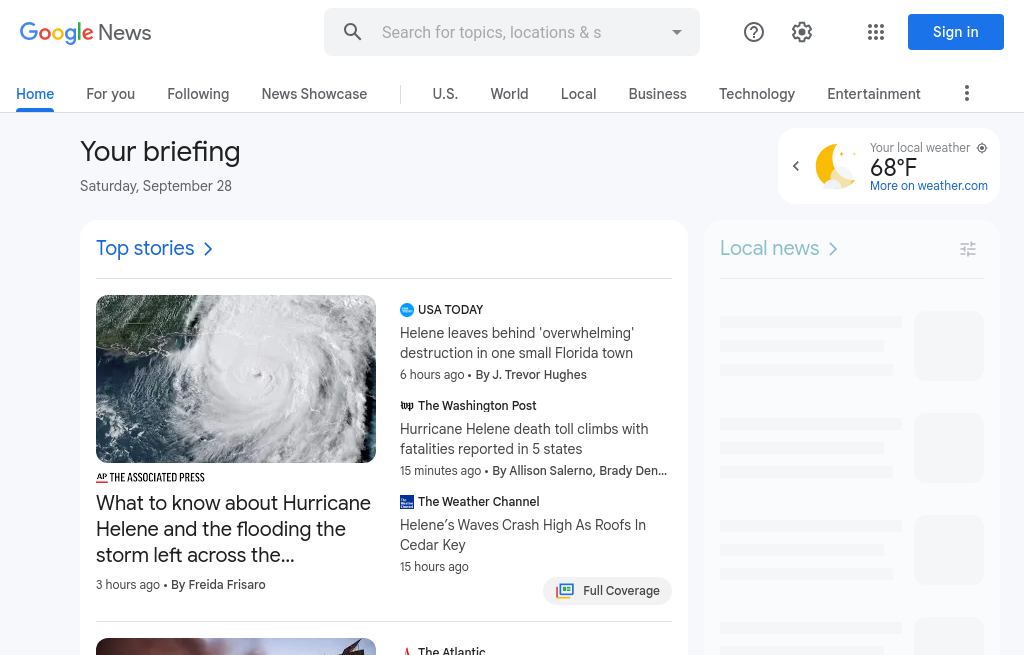 Google News
Search for topics, locations & s
Sign in
Home
For you
Following
News Showcase
U.S.
World
Local
Business
Technology
Entertainment
Your briefing
Saturday, September 28
Your local weather
68°F
More on weather.com
Top stories
AP THE ASSOCIATED PRESS
What to know about Hurricane
Helene and the flooding the
storm left across the...
3 hours ago • By Freida Frisaro
USA TODAY
Helene leaves behind 'overwhelming'
destruction in one small Florida town
6 hours ago • By J. Trevor Hughes
wp The Washington Post
Hurricane Helene death toll climbs with
fatalities reported in 5 states
15 minutes ago • By Allison Salerno, Brady Den...
The Weather Channel
Helene’s Waves Crash High As Roofs In
Cedar Key
15 hours ago
Full Coverage
The Atlantic
Local news